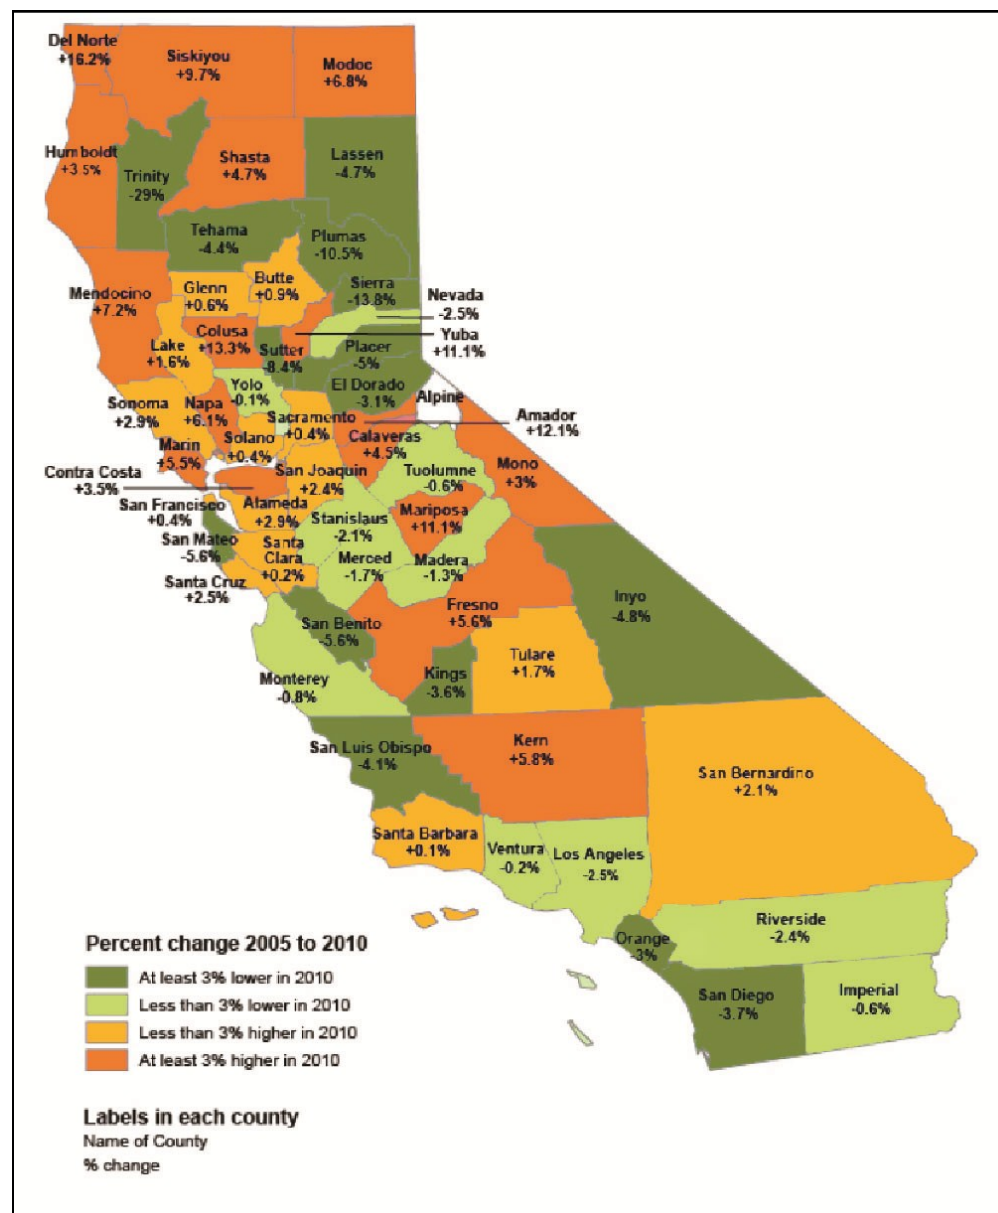 Del Norte
+16.2%
Siskiyou
+9.7%
Modoc
+6.8%
Humboldt
+3.5%
Trinity
-29%
Shasta
+4.7%
Lassen
-4.7%
Tehama
-4.4%
Plumas
-10.5%
Mendocino
+7.2%
Glenn
+0.6%
Butte
+0.9%
Sierra
-13.8%
Nevada
-2.5%
Yuba
+11.1%
Lake
+1.6%
Colusa
+13.3%
Sutter
-8.4%
Placer
-5%
El Dorado
-3.1%
Alpine
Amador
+12.1%
Sonoma
+2.9%
Napa
+6.1%
Yolo
-0.1%
Sacramento
+0.4%
Solano
+0.4%
Marin
+5.5%
Calaveras
+4.5%
Tuolumne
-0.6%
Mono
+3%
Contra Costa
+3.5%
San Joaquin
+2.4%
San Francisco
+0.4%
Alameda
+2.9%
Stanislaus
-2.1%
Mariposa
+11.1%
San Mateo
-5.6%
Santa
Clara
+0.2%
Merced
-1.7%
Madera
-1.3%
Santa Cruz
+2.5%
San Benito
-5.6%
Fresno
+5.6%
Inyo
-4.8%
Monterey
-0.8%
Kings
-3.6%
Tulare
+1.7%
San Luis Obispo
-4.1%
Kern
+5.8%
San Bernardino
+2.1%
Santa Barbara
+0.1%
Ventura
-0.2%
Los Angeles
-2.5%
Orange
-3%
Riverside
-2.4%
San Diego
-3.7%
Imperial
-0.6%
Percent change 2005 to 2010
At least 3% lower in 2010
Less than 3% lower in 2010
Less than 3% higher in 2010
At least 3% higher in 2010
Labels in each county
Name of County
% change